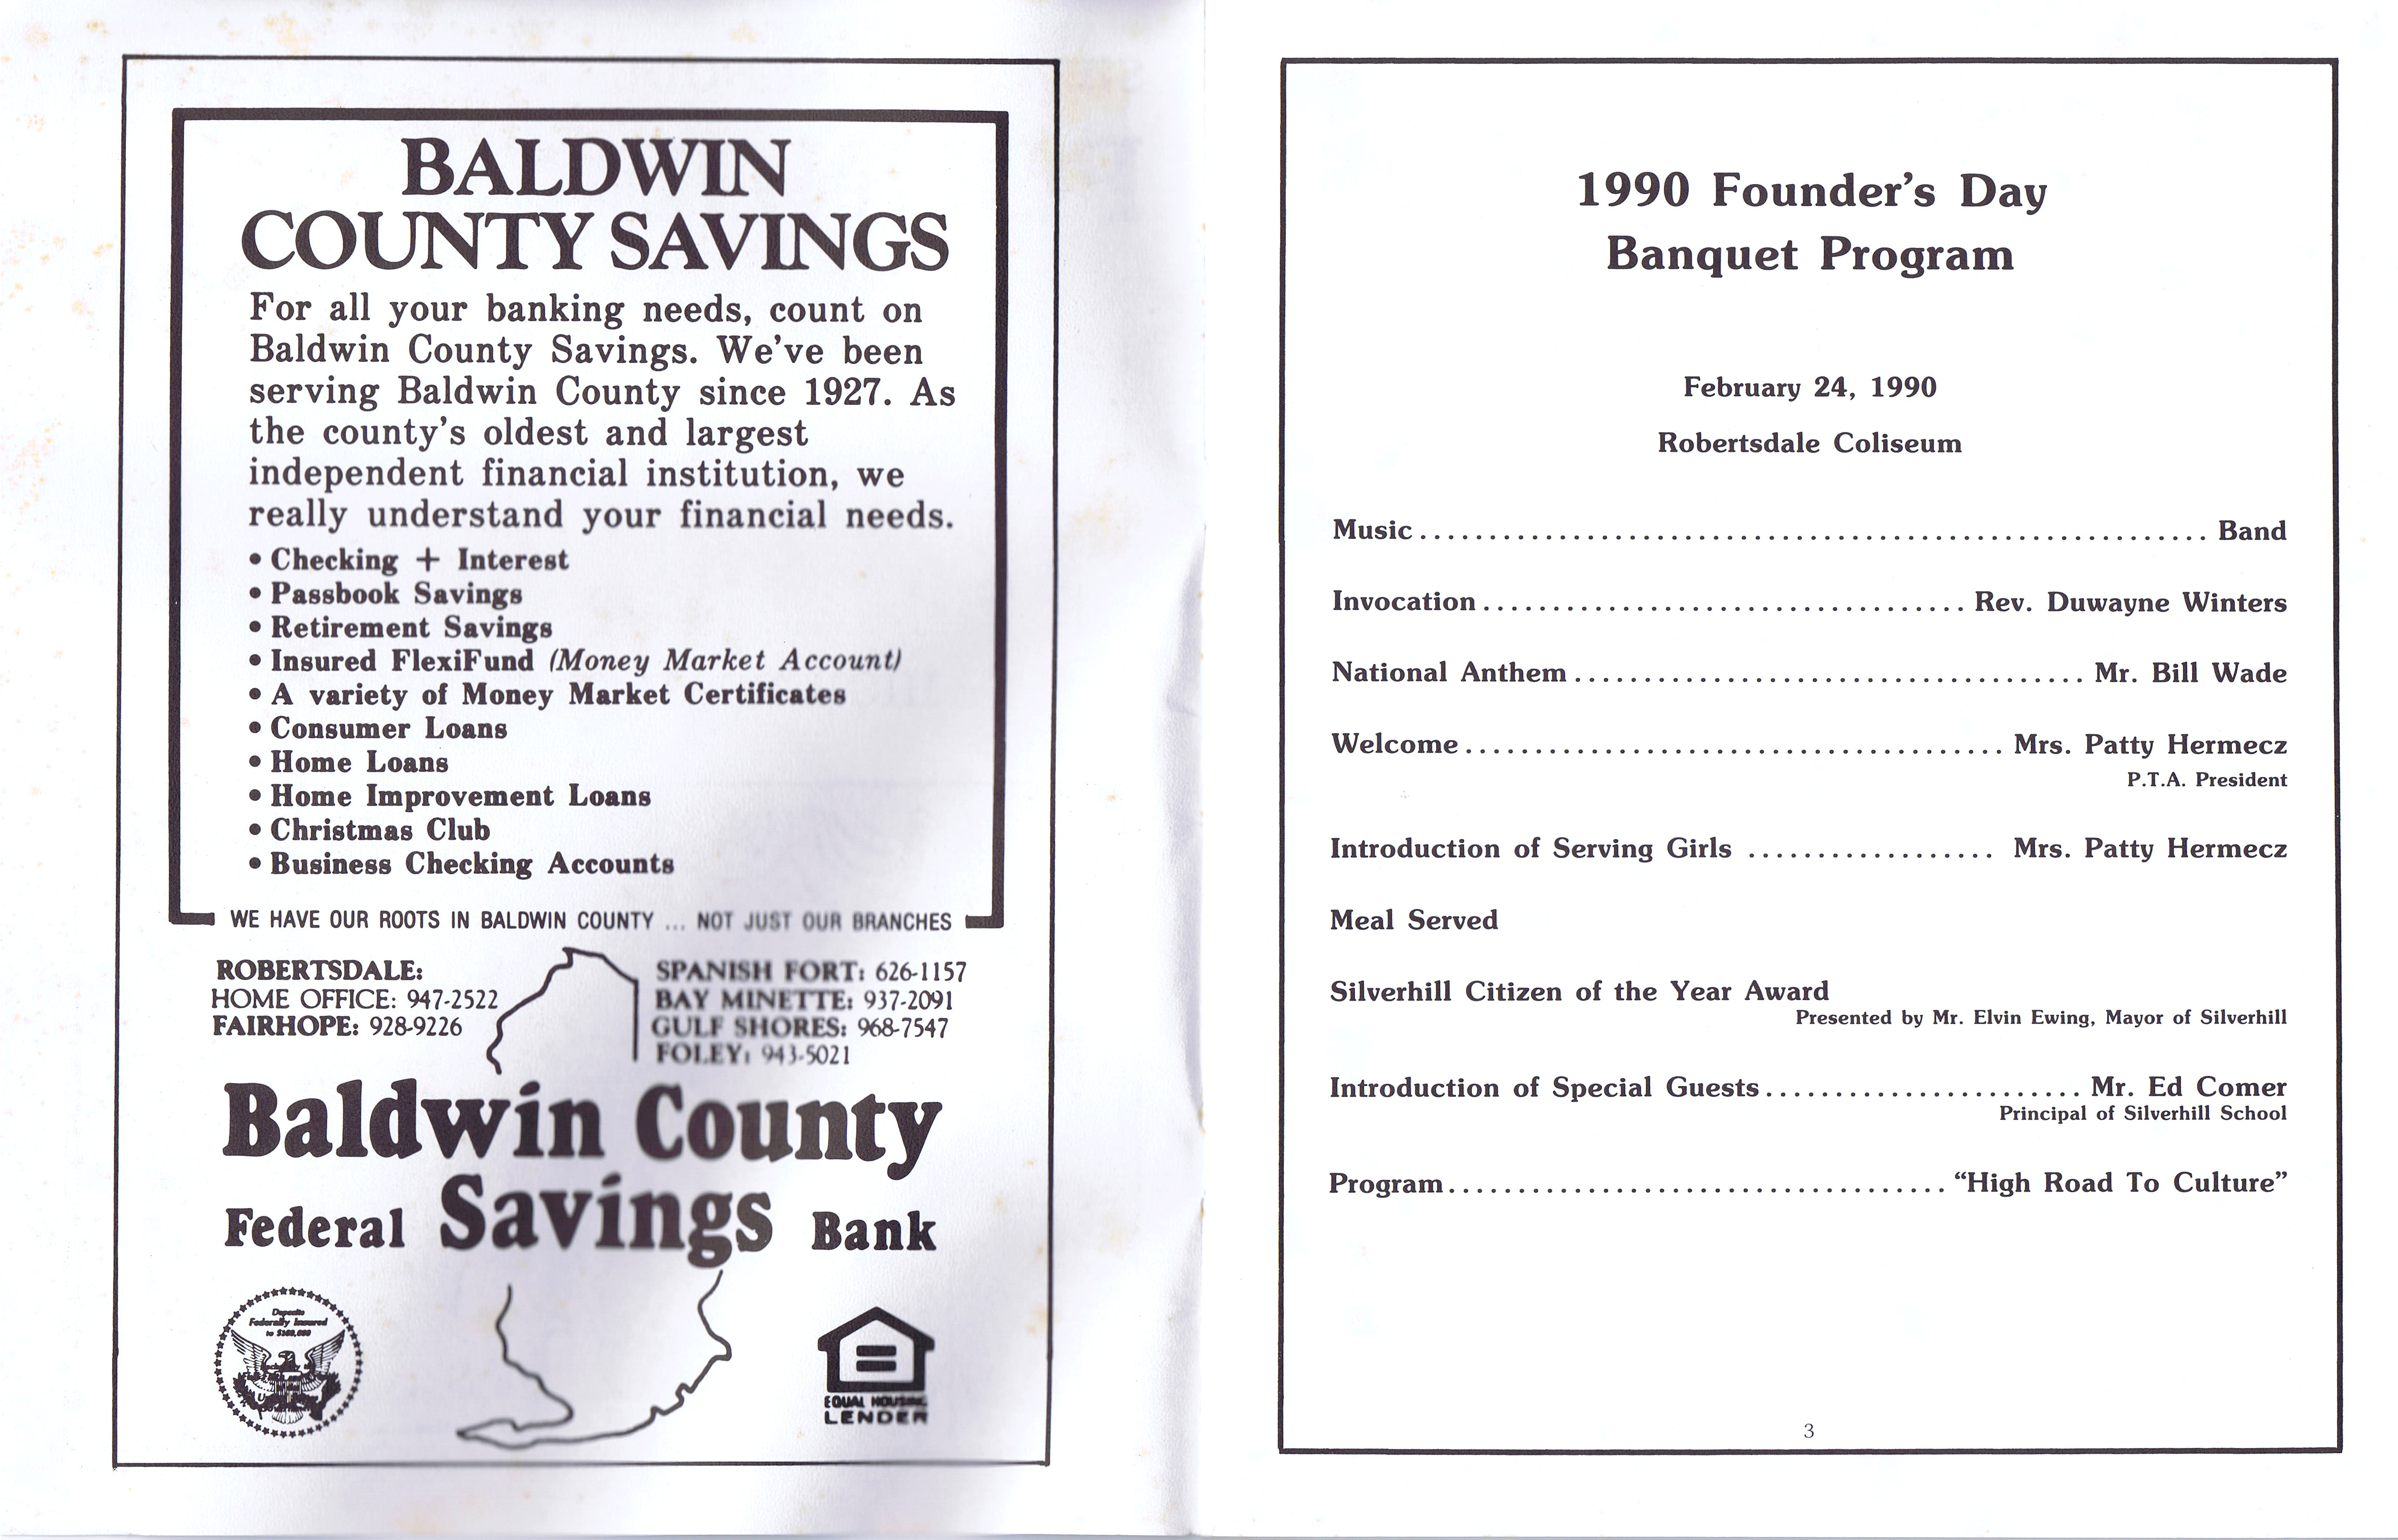 BALDWIN
COUNTY SAVINGS
For all your banking needs, count on
Baldwin County Savings. We've been
serving Baldwin County since 1927. As
the county's oldest and largest
independent financial institution, we
really understand your financial needs.
• Checking + Interest
• Passbook Savings
• Retirement Savings
• Insured FlexiFund (Money Market Account)
• A variety of Money Market Certificates
• Consumer Loans
• Home Loans
• Home Improvement Loans
• Christmas Club
• Business Checking Accounts
WE HAVE OUR ROOTS IN BALDWIN COUNTY ... NOT JUST OUR BRANCHES
ROBERTSDALE:
HOME OFFICE: 947-2522
FAIRHOPE: 928-9226
SPANISH FORT: 626-1157
BAY MINETTE: 937-2091
GULF SHORES: 968-7547
FOLEY: 943-5021
Baldwin County
Federal Savings Bank
Deposits
Federally Insured
to $100,000
EQUAL HOUSING
LENDER
1990 Founder's Day
Banquet Program
February 24, 1990
Robertsdale Coliseum
Music.......................................................... Band
Invocation................................... Rev. Duwayne Winters
National Anthem..................................... Mr. Bill Wade
Welcome....................................... Mrs. Patty Hermecz
P.T.A. President
Introduction of Serving Girls .................. Mrs. Patty Hermecz
Meal Served
Silverhill Citizen of the Year Award
Presented by Mr. Elvin Ewing, Mayor of Silverhill
Introduction of Special Guests....................... Mr. Ed Comer
Principal of Silverhill School
Program.................................... “High Road To Culture”
3